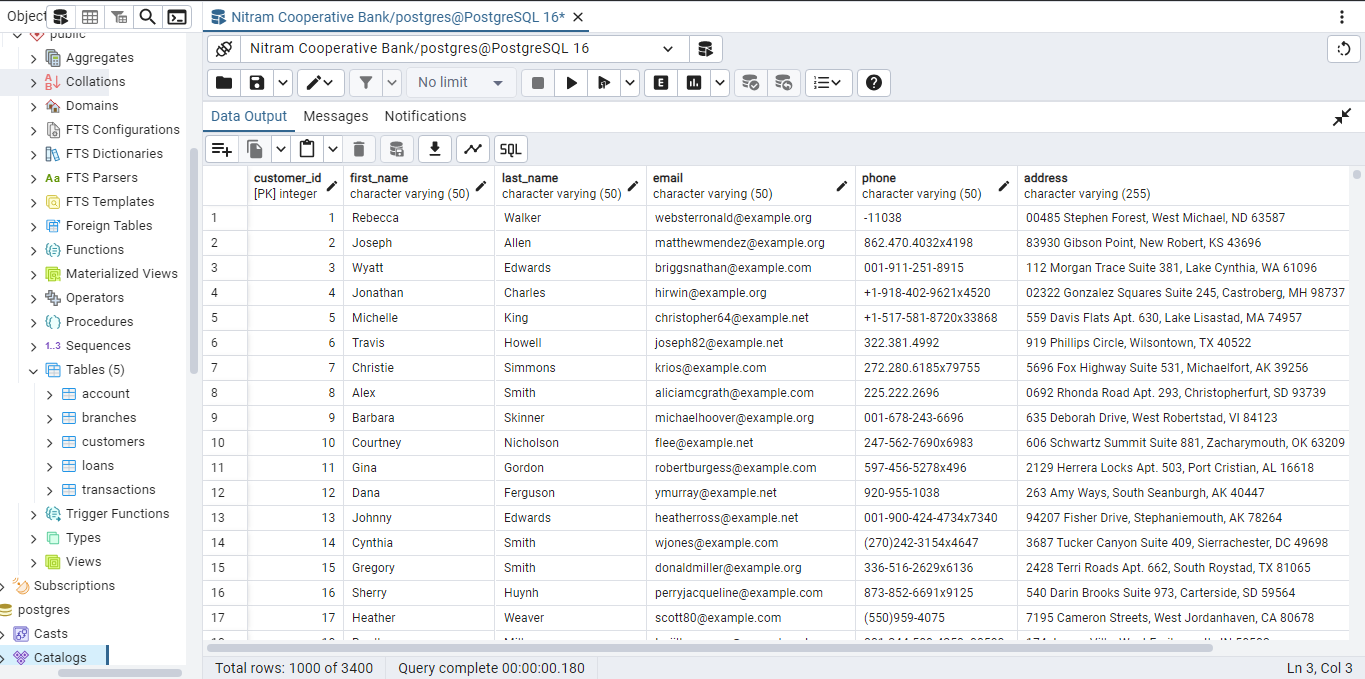 Object
Nitram Cooperative Bank/postgres@PostgreSQL 16*
public
Nitram Cooperative Bank/postgres@PostgreSQL 16
Aggregates
Collations
No limit
E
Domains
FTS Configurations
Data Output Messages Notifications
FTS Dictionaries
SQL
FTS Parsers
FTS Templates
Foreign Tables
Functions
Materialized Views
Operators
Procedures
1..3 Sequences
Tables (5)
account
branches
customers
loans
transactions
Trigger Functions
Types
Views
Subscriptions
postgres
Casts
Catalogs
customer_id first_name last_name email phone address
[PK] integer character varying (50) character varying (50) character varying (50) character varying (50) character varying (255)
1 1 Rebecca Walker websterronald@example.org -11038 00485 Stephen Forest, West Michael, ND 63587
2 2 Joseph Allen matthewmendez@example.org 862.470.4032x4198 83930 Gibson Point, New Robert, KS 43696
3 3 Wyatt Edwards briggsnathan@example.com 001-911-251-8915 112 Morgan Trace Suite 381, Lake Cynthia, WA 61096
4 4 Jonathan Charles hirwin@example.org +1-918-402-9621x4520 02322 Gonzalez Squares Suite 245, Castroberg, MH 98737
5 5 Michelle King christopher64@example.net +1-517-581-8720x33868 559 Davis Flats Apt. 630, Lake Lisastad, MA 74957
6 6 Travis Howell joseph82@example.net 322.381.4992 919 Phillips Circle, Wilsontown, TX 40522
7 7 Christie Simmons krios@example.com 272.280.6185x79755 5696 Fox Highway Suite 531, Michaelfort, AK 39256
8 8 Alex Smith aliciamcgrath@example.com 225.222.2696 0692 Rhonda Road Apt. 293, Christopherfurt, SD 93739
9 9 Barbara Skinner michaelhoover@example.org 001-678-243-6696 635 Deborah Drive, West Robertstad, VI 84123
10 10 Courtney Nicholson flee@example.net 247-562-7690x6983 606 Schwartz Summit Suite 881, Zacharymouth, OK 63209
11 11 Gina Gordon robertburgess@example.com 597-456-5278x496 2129 Herrera Locks Apt. 503, Port Cristian, AL 16618
12 12 Dana Ferguson ymurray@example.net 920-955-1038 263 Amy Ways, South Seanburgh, AK 40447
13 13 Johnny Edwards heatherross@example.net 001-900-424-4734x7340 94207 Fisher Drive, Stephaniemouth, AK 78264
14 14 Cynthia Smith wjones@example.com (270)242-3154x4647 3687 Tucker Canyon Suite 409, Sierrachester, DC 49698
15 15 Gregory Smith donaldmiller@example.org 336-516-2629x6136 2428 Terri Roads Apt. 662, South Roystad, TX 81065
16 16 Sherry Huynh perryjacqueline@example.com 873-852-6691x9125 540 Darin Brooks Suite 973, Carterside, SD 59564
17 17 Heather Weaver scott80@example.com (550)959-4075 7195 Cameron Streets, West Jordanhaven, CA 80678
Total rows: 1000 of 3400 Query complete 00:00:00.180 Ln 3, Col 3